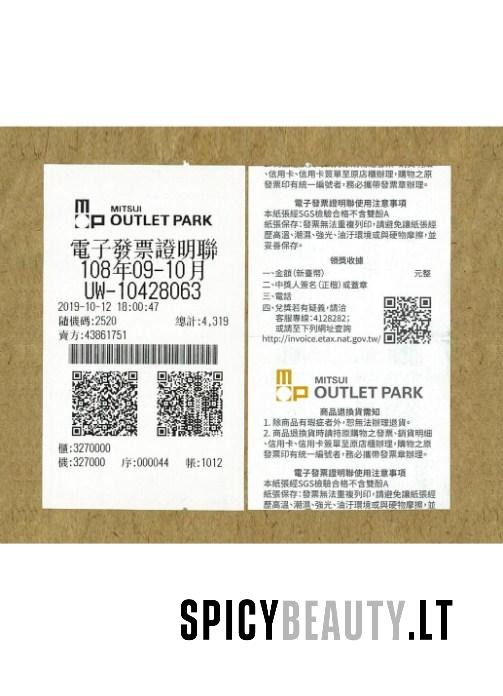 MITSUI
mop OUTLET PARK
電子發票證明聯
108年09-10月
UW-10428063
2019-10-12 18:00:47
隨機碼:2520 總計:4,319
賣方:43861751
櫃:3270000
機:327000 序:000044 帳:1012
、信用卡、信用卡簽單至原店櫃辦理,購物之原
發票印有統一編號者,務必攜帶發票章辦理。
電子發票證明聯使用注意事項
本紙張經SGS檢驗合格不含雙酚A
紙張保存:發票無法重複列印,請避免讓紙張經
歷高溫、潮濕、強光、油汙環境或與硬物摩擦,並
妥善保存。
領獎收據
一、金額(新臺幣) 元整
二、中獎人簽名(正楷)或蓋章
三、電話
四、兌獎若有疑義,請洽
客服專線:4128282;
或請至下列網址查詢
http://invoice.etax.nat.gov.tw/
MITSUI
mop OUTLET PARK
商品退換貨需知
1. 除商品有瑕疵者外,恕無法辦理退貨。
2. 商品退換貨時請持原購物之發票、銷貨明細
、信用卡、信用卡簽單至原店櫃辦理,購物之原
發票印有統一編號者,務必攜帶發票章辦理。
電子發票證明聯使用注意事項
本紙張經SGS檢驗合格不含雙酚A
紙張保存:發票無法重複列印,請避免讓紙張經
歷高溫、潮濕、強光、油汙環境或與硬物摩擦,並
SPICYBEAUTY.LT